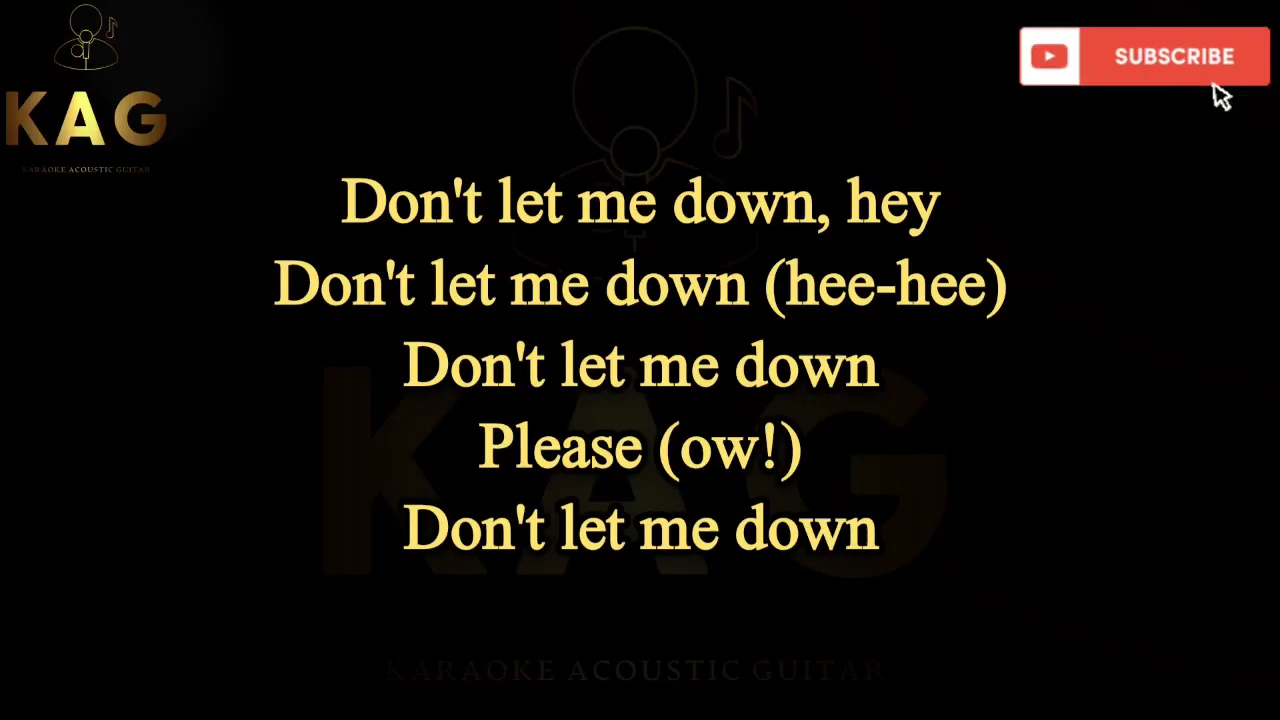 KAG
KARAOKE ACOUSTIC GUITAR
SUBSCRIBE
Don't let me down, hey
Don't let me down (hee-hee)
Don't let me down
Please (ow!)
Don't let me down
KAG
KARAOKE ACOUSTIC GUITAR